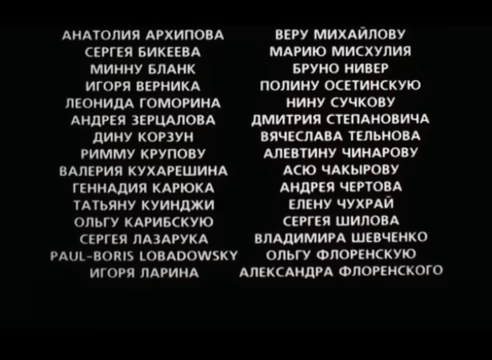 АНАТОЛИЯ АРХИПОВА
СЕРГЕЯ БИКЕЕВА
МИННУ БЛАНК
ИГОРЯ ВЕРНИКА
ЛЕОНИДА ГОМОРИНА
АНДРЕЯ ЗЕРЦАЛОВА
ДИНУ КОРЗУН
РИММУ КРУПОВУ
ВАЛЕРИЯ КУХАРЕШИНА
ГЕННАДИЯ КАРЮКА
ТАТЬЯНУ КУИНДЖИ
ОЛЬГУ КАРИБСКУЮ
СЕРГЕЯ ЛАЗАРУКА
PAUL-BORIS LOBADOWSKY
ИГОРЯ ЛАРИНА
ВЕРУ МИХАЙЛОВУ
МАРИЮ МИСХУЛИЯ
БРУНО НИВЕР
ПОЛИНУ ОСЕТИНСКУЮ
НИНУ СУЧКОВУ
ДМИТРИЯ СТЕПАНОВИЧА
ВЯЧЕСЛАВА ТЕЛЬНОВА
АЛЕВТИНУ ЧИНАРОВУ
АСЮ ЧАКЫРОВУ
АНДРЕЯ ЧЕРТОВА
ЕЛЕНУ ЧУХРАЙ
СЕРГЕЯ ШИЛОВА
ВЛАДИМИРА ШЕВЧЕНКО
ОЛЬГУ ФЛОРЕНСКУЮ
АЛЕКСАНДРА ФЛОРЕНСКОГО